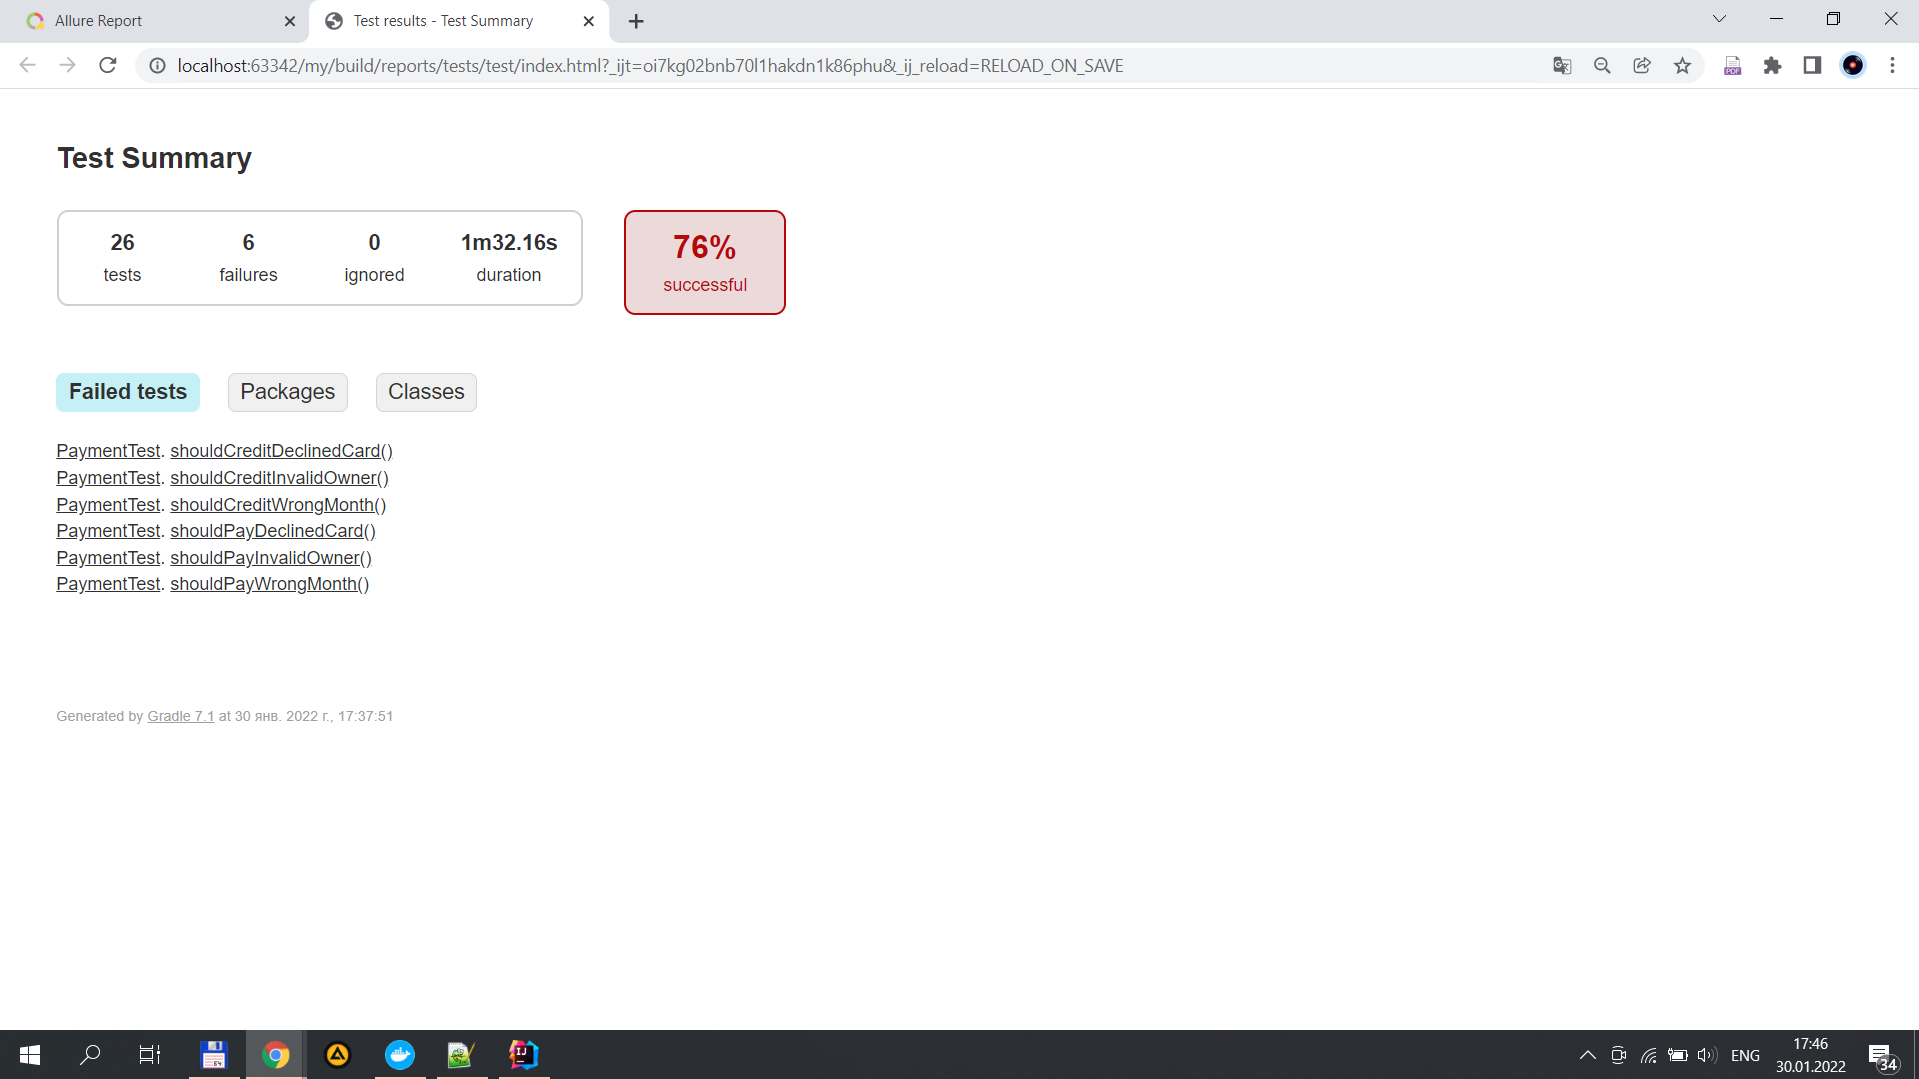 Allure Report
Test results - Test Summary
localhost:63342/my/build/reports/tests/test/index.html?_ijt=oi7kg02bnb70l1hakdn1k86phu&_ij_reload=RELOAD_ON_SAVE
PDF
Test Summary
26 6 0 1m32.16s
tests failures ignored duration
76%
successful
Failed tests Packages Classes
PaymentTest. shouldCreditDeclinedCard()
PaymentTest. shouldCreditInvalidOwner()
PaymentTest. shouldCreditWrongMonth()
PaymentTest. shouldPayDeclinedCard()
PaymentTest. shouldPayInvalidOwner()
PaymentTest. shouldPayWrongMonth()
Generated by Gradle 7.1 at 30 янв. 2022 г., 17:37:51
64
IJ
ENG
17:46
30.01.2022
34